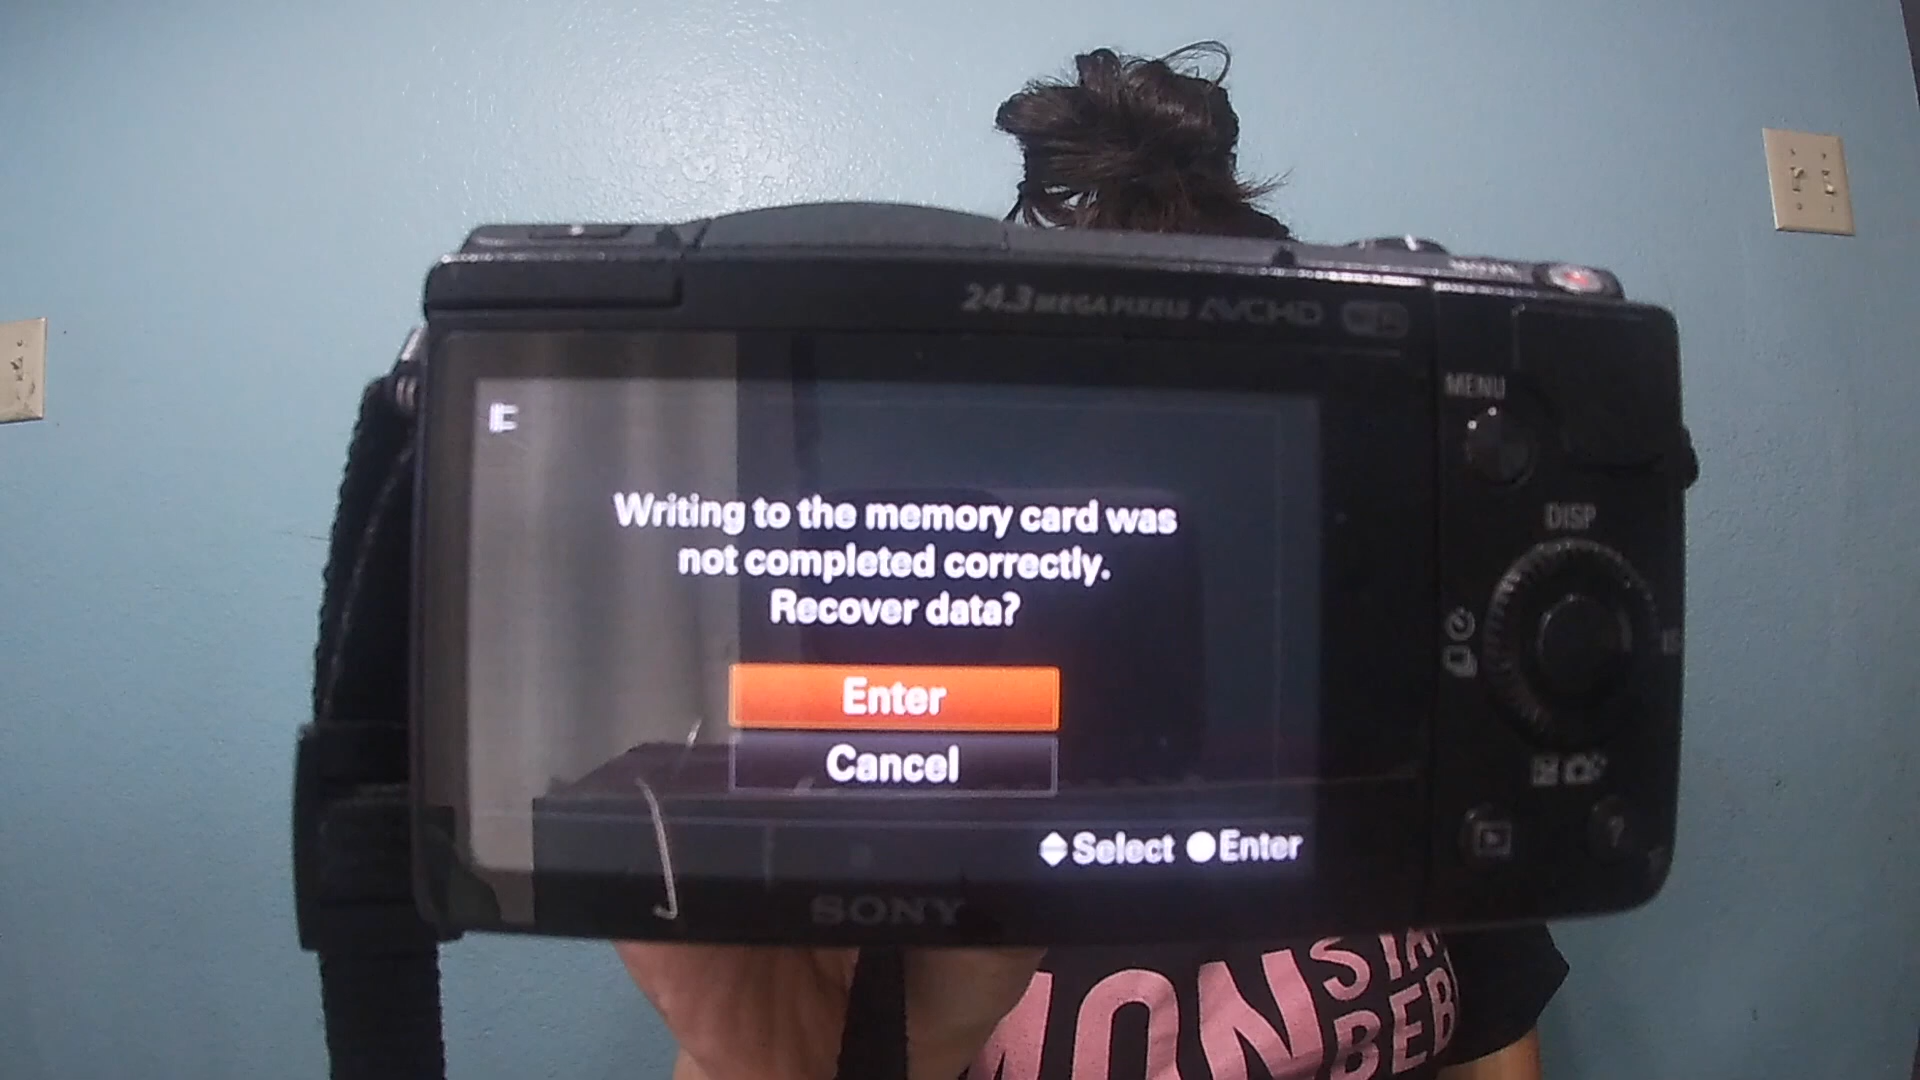 24.3 MEGA PIXELS AVCHD
MENU
Writing to the memory card was
not completed correctly.
Recover data?
DISP
Enter
Cancel
Select Enter
?
SONY
MON
BEB